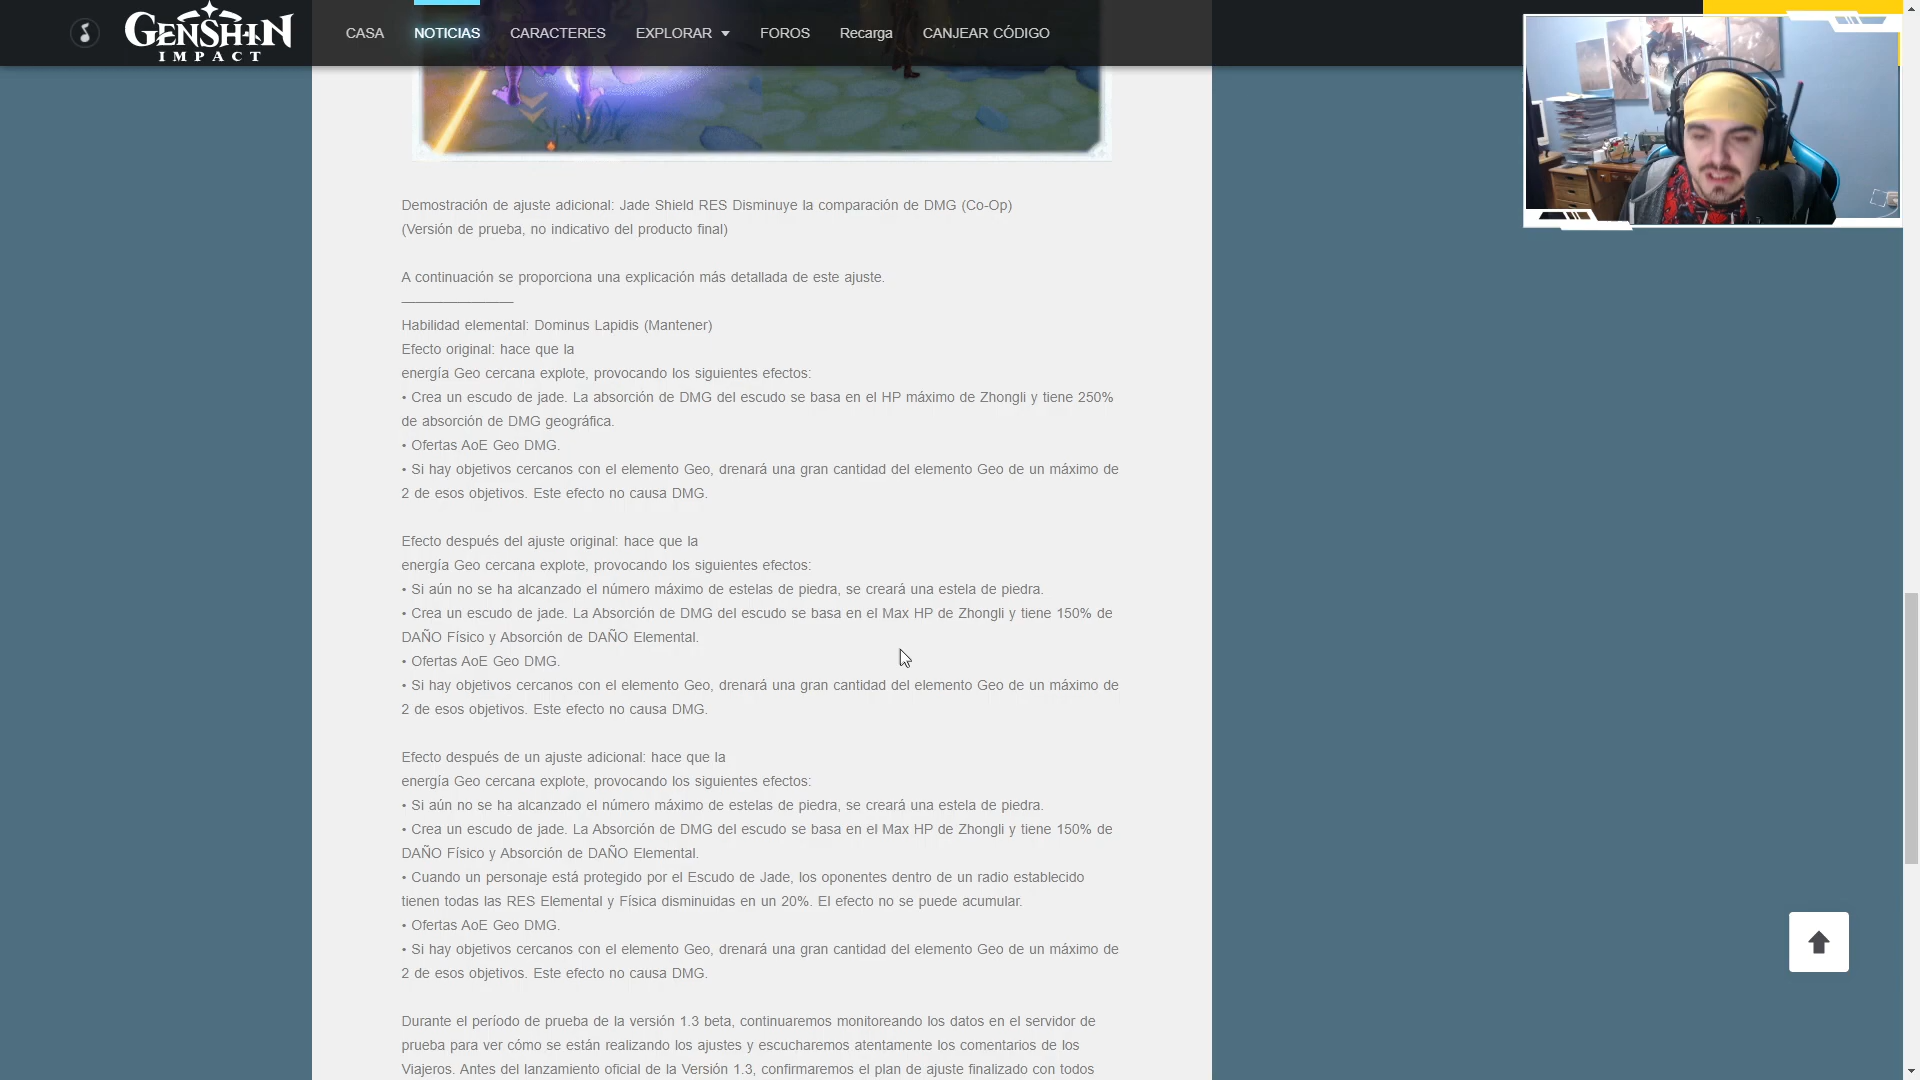 GENSHIN
IMPACT
CASA
NOTICIAS
CARACTERES
EXPLORAR
FOROS
Recarga
CANJEAR CÓDIGO
Demostración de ajuste adicional: Jade Shield RES Disminuye la comparación de DMG (Co-Op)
(Versión de prueba, no indicativo del producto final)
A continuación se proporciona una explicación más detallada de este ajuste.
————————
Habilidad elemental: Dominus Lapidis (Mantener)
Efecto original: hace que la
energía Geo cercana explote, provocando los siguientes efectos:
• Crea un escudo de jade. La absorción de DMG del escudo se basa en el HP máximo de Zhongli y tiene 250%
de absorción de DMG geográfica.
• Ofertas AoE Geo DMG.
• Si hay objetivos cercanos con el elemento Geo, drenará una gran cantidad del elemento Geo de un máximo de
2 de esos objetivos. Este efecto no causa DMG.
Efecto después del ajuste original: hace que la
energía Geo cercana explote, provocando los siguientes efectos:
• Si aún no se ha alcanzado el número máximo de estelas de piedra, se creará una estela de piedra.
• Crea un escudo de jade. La Absorción de DMG del escudo se basa en el Max HP de Zhongli y tiene 150% de
DAÑO Físico y Absorción de DAÑO Elemental.
• Ofertas AoE Geo DMG.
• Si hay objetivos cercanos con el elemento Geo, drenará una gran cantidad del elemento Geo de un máximo de
2 de esos objetivos. Este efecto no causa DMG.
Efecto después de un ajuste adicional: hace que la
energía Geo cercana explote, provocando los siguientes efectos:
• Si aún no se ha alcanzado el número máximo de estelas de piedra, se creará una estela de piedra.
• Crea un escudo de jade. La Absorción de DMG del escudo se basa en el Max HP de Zhongli y tiene 150% de
DAÑO Físico y Absorción de DAÑO Elemental.
• Cuando un personaje está protegido por el Escudo de Jade, los oponentes dentro de un radio establecido
tienen todas las RES Elemental y Física disminuidas en un 20%. El efecto no se puede acumular.
• Ofertas AoE Geo DMG.
• Si hay objetivos cercanos con el elemento Geo, drenará una gran cantidad del elemento Geo de un máximo de
2 de esos objetivos. Este efecto no causa DMG.
Durante el período de prueba de la versión 1.3 beta, continuaremos monitoreando los datos en el servidor de
prueba para ver cómo se están realizando los ajustes y escucharemos atentamente los comentarios de los
Viajeros. Antes del lanzamiento oficial de la Versión 1.3, confirmaremos el plan de ajuste finalizado con todos